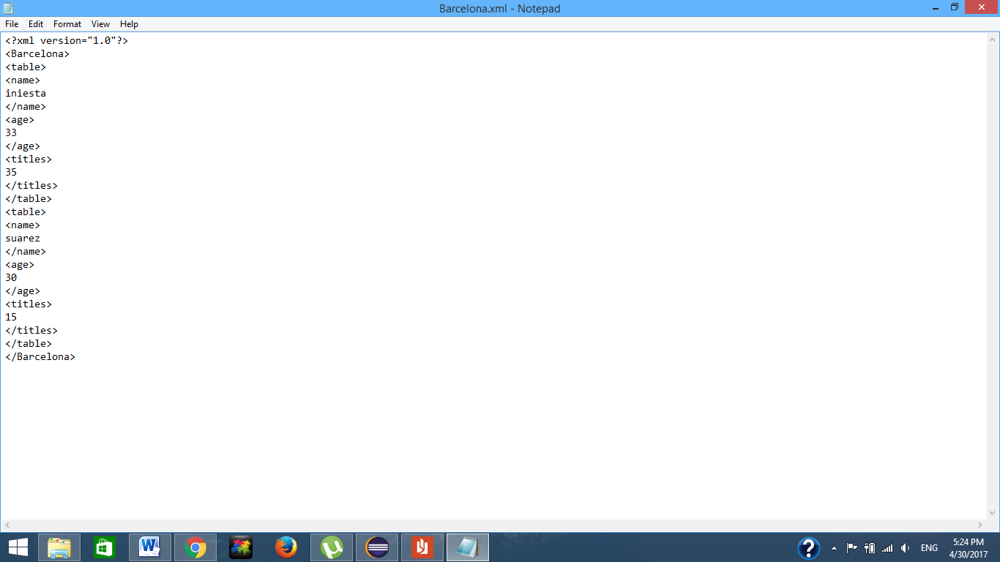 Barcelona.xml - Notepad
File Edit Format View Help
<?xml version="1.0"?>
<Barcelona>
<table>
<name>
iniesta
</name>
<age>
33
</age>
<titles>
35
</titles>
</table>
<table>
<name>
suarez
</name>
<age>
30
</age>
<titles>
15
</titles>
</table>
</Barcelona>
ENG
5:24 PM
4/30/2017